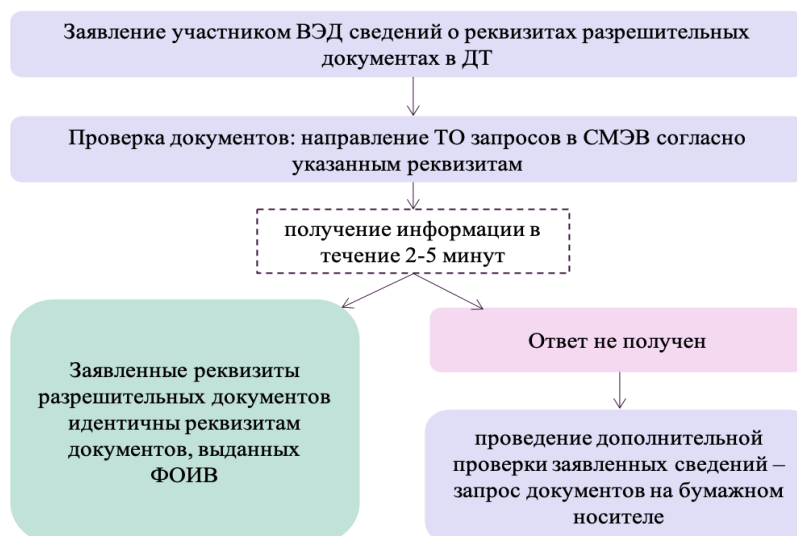 Заявление участником ВЭД сведений о реквизитах разрешительных
документах в ДТ
Проверка документов: направление ТО запросов в СМЭВ согласно
указанным реквизитам
получение информации в
течение 2-5 минут
Заявленные реквизиты
разрешительных документов
идентичны реквизитам
документов, выданных
ФОИВ
Ответ не получен
проведение дополнительной
проверки заявленных сведений –
запрос документов на бумажном
носителе